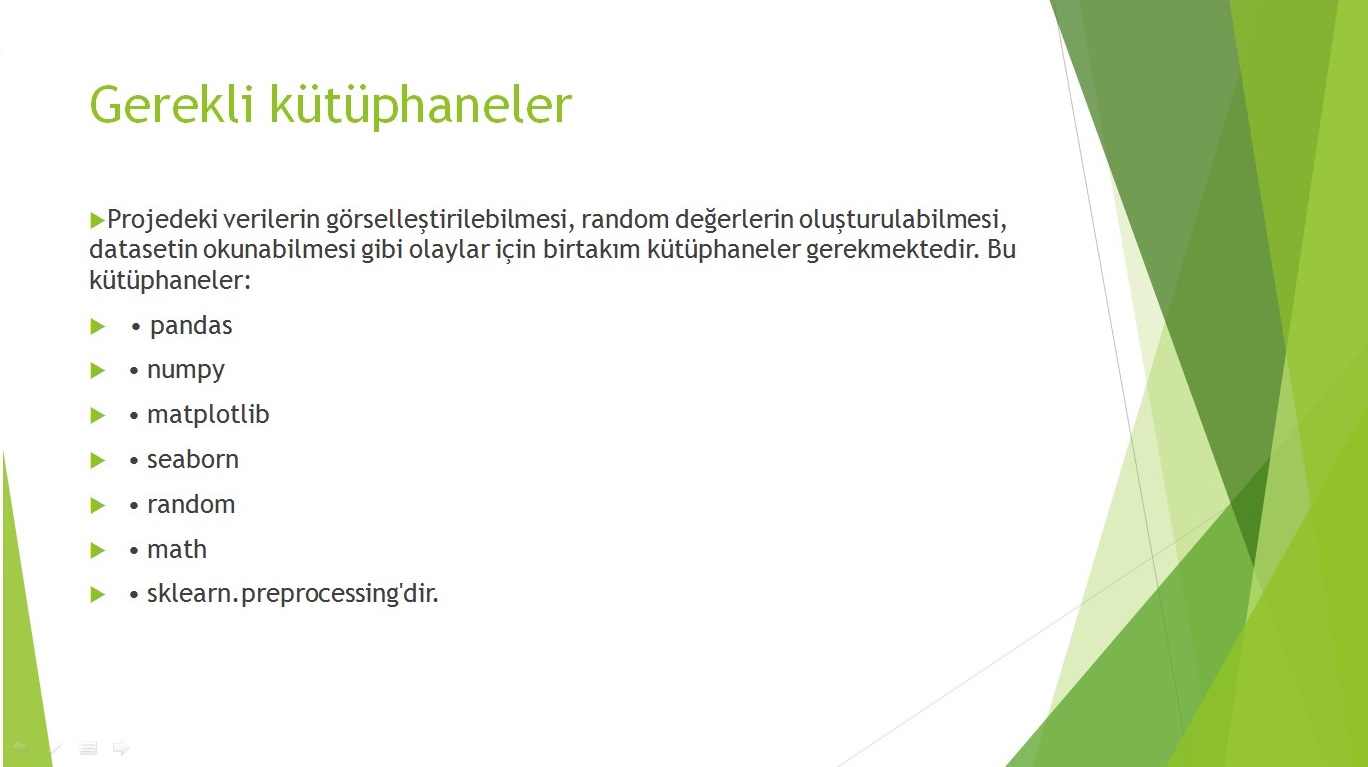 Gerekli kütüphaneler
Projedeki verilerin görselleştirilebilmesi, random değerlerin oluşturulabilmesi,
datasetin okunabilmesi gibi olaylar için birtakım kütüphaneler gerekmektedir. Bu
kütüphaneler:
• pandas
• numpy
• matplotlib
• seaborn
• random
• math
• sklearn.preprocessing'dir.